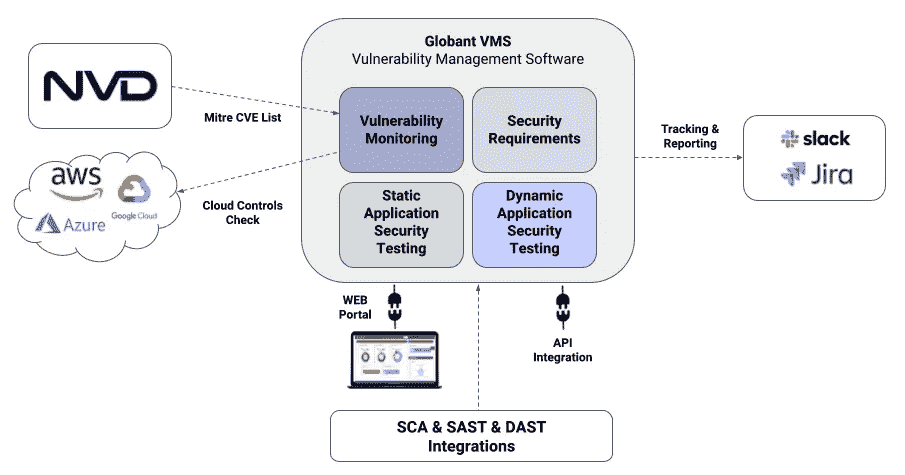 Globant VMS
Vulnerability Management Software
NVD
Mitre CVE List
Vulnerability
Monitoring
Security
Requirements
Tracking &
Reporting
slack
Jira
aws
Google Cloud
Azure
Cloud Controls
Check
Static
Application
Security
Testing
Dynamic
Application
Security
Testing
WEB
Portal
API
Integration
SCA & SAST & DAST
Integrations